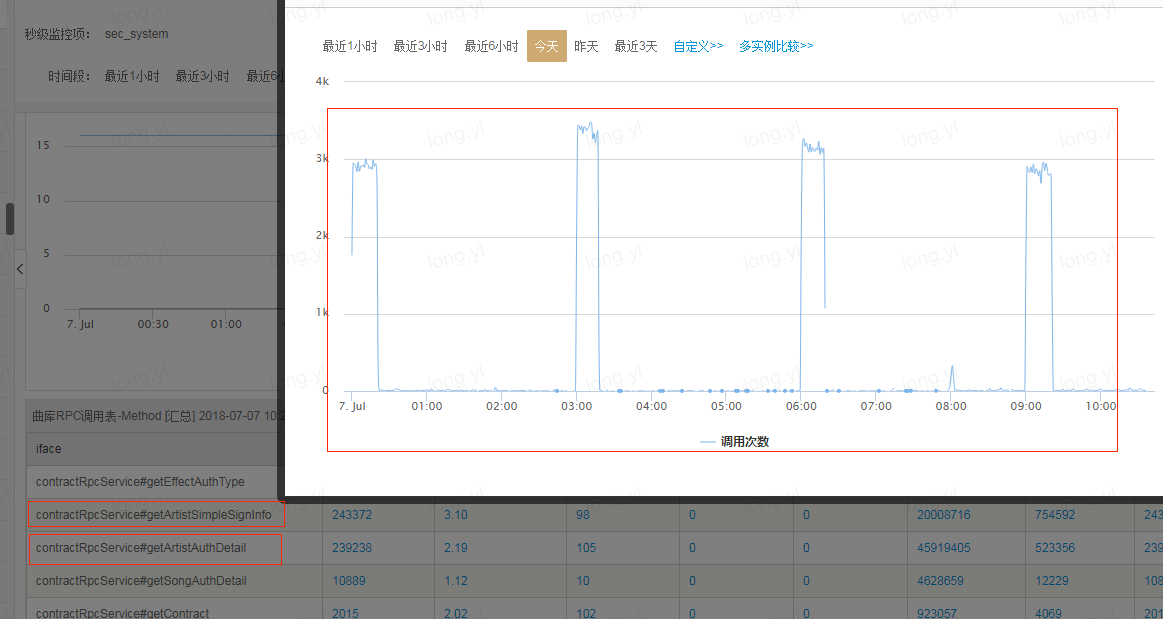 秒级监控项： sec_system
时间段： 最近1小时 最近3小时 最近6小
15
10
5
0
7. Jul 00:30 01:00
最近1小时 最近3小时 最近6小时 今天 昨天 最近3天 自定义>> 多实例比较>>
4k
3k
2k
1k
0
7. Jul 01:00 02:00 03:00 04:00 05:00 06:00 07:00 08:00 09:00 10:00
调用次数
曲库RPC调用表-Method [汇总] 2018-07-07 10:2
iface
contractRpcService#getEffectAuthType
contractRpcService#getArtistSimpleSignInfo 243372 3.10 98 0 0 20008716 754592 243
contractRpcService#getArtistAuthDetail 239238 2.19 105 0 0 45919405 523356 239
contractRpcService#getSongAuthDetail 10889 1.12 10 0 0 4628659 12229 108
contractRpcService#getContract 2015 2.02 102 0 0 923057 4069 201
long.yl